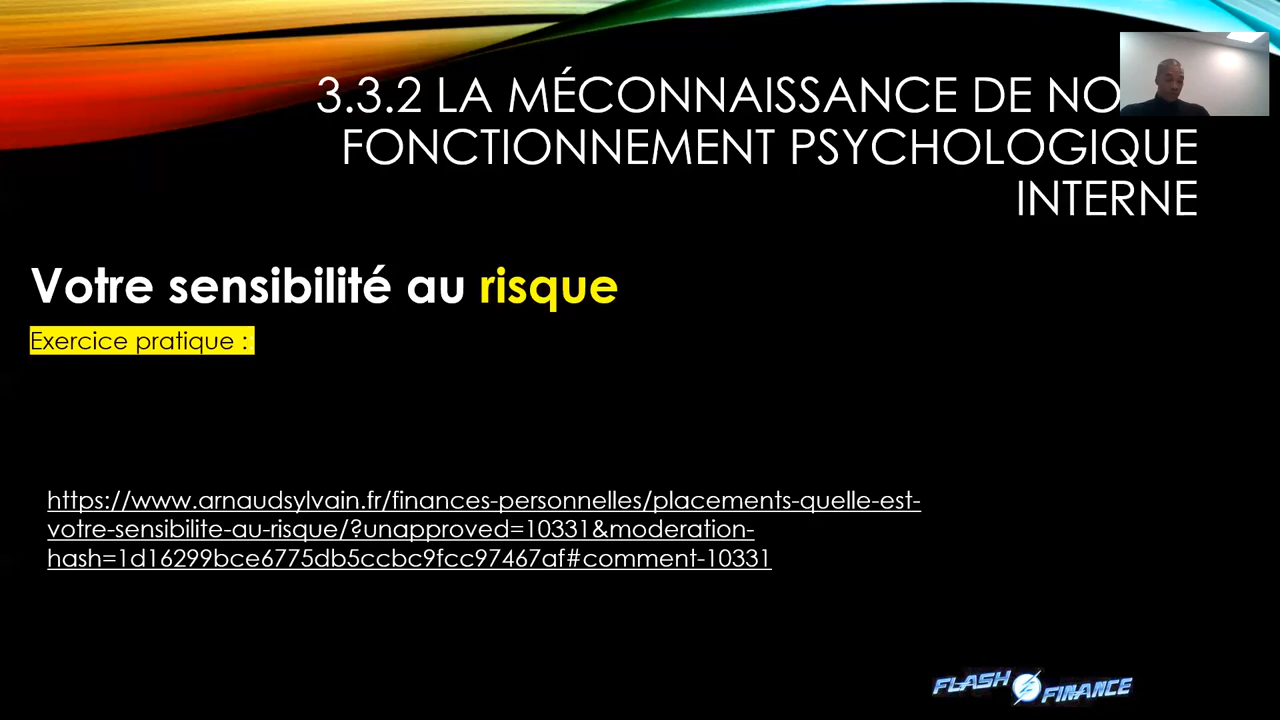 3.3.2 LA MÉCONNAISSANCE DE
FONCTIONNEMENT PSYCHOLOGIQUE
INTERNE
Votre sensibilité au risque
Exercice pratique :
https://www.arnaudsylvain.fr/finances-personnelles/placements-quelle-est-
votre-sensibilite-au-risque/?unapproved=10331&moderation-
hash=1d16299bce6775db5ccbc9fcc97467af#comment-10331
FLASH FINANCE